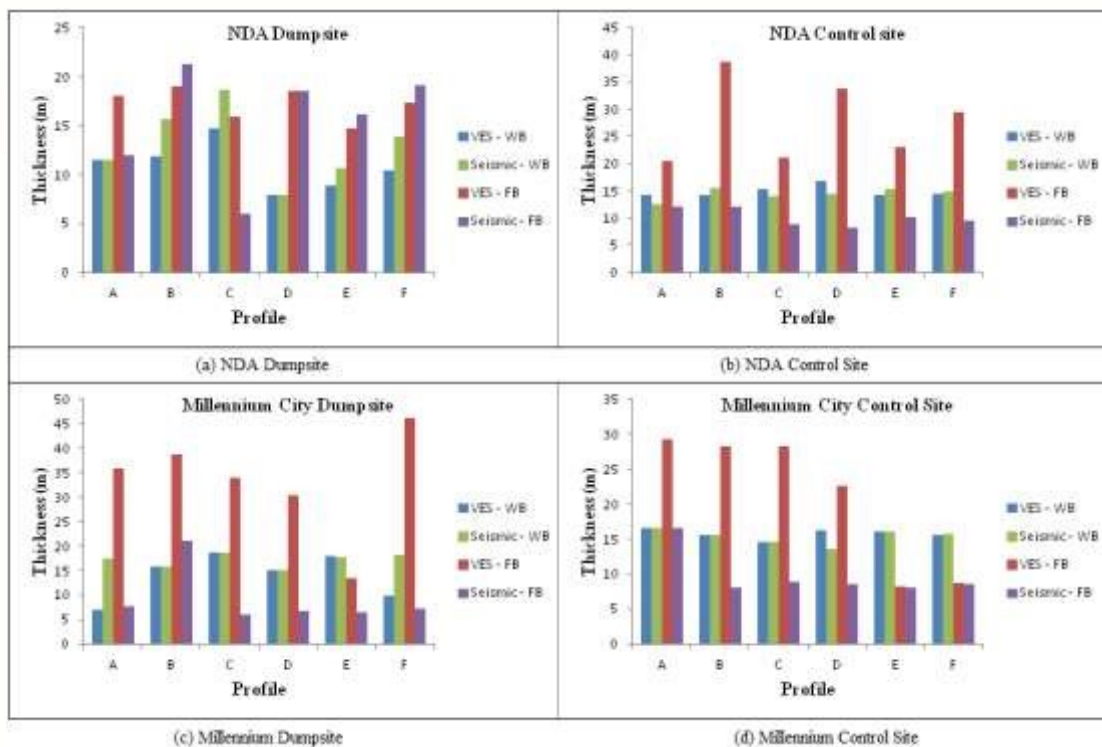 NDA Dumpsite
25
20
15
10
5
0
Thickness (m)
A B C D E F
Profile
VES - WB
Seismic - WB
VES - FB
Seismic - FB
(a) NDA Dumpsite
NDA Control site
45
40
35
30
25
20
15
10
5
0
Thickness (m)
A B C D E F
Profile
VES - WB
Seismic - WB
VES - FB
Seismic - FB
(b) NDA Control Site
Millennium City Dumpsite
50
45
40
35
30
25
20
15
10
5
0
Thickness (m)
A B C D E F
Profile
VES - WB
Seismic - WB
VES - FB
Seismic - FB
(c) Millennium Dumpsite
Millennium City Control Site
35
30
25
20
15
10
5
0
Thickness (m)
A B C D E F
Profile
VES - WB
Seismic - WB
VES - FB
Seismic - FB
(d) Millennium Control Site